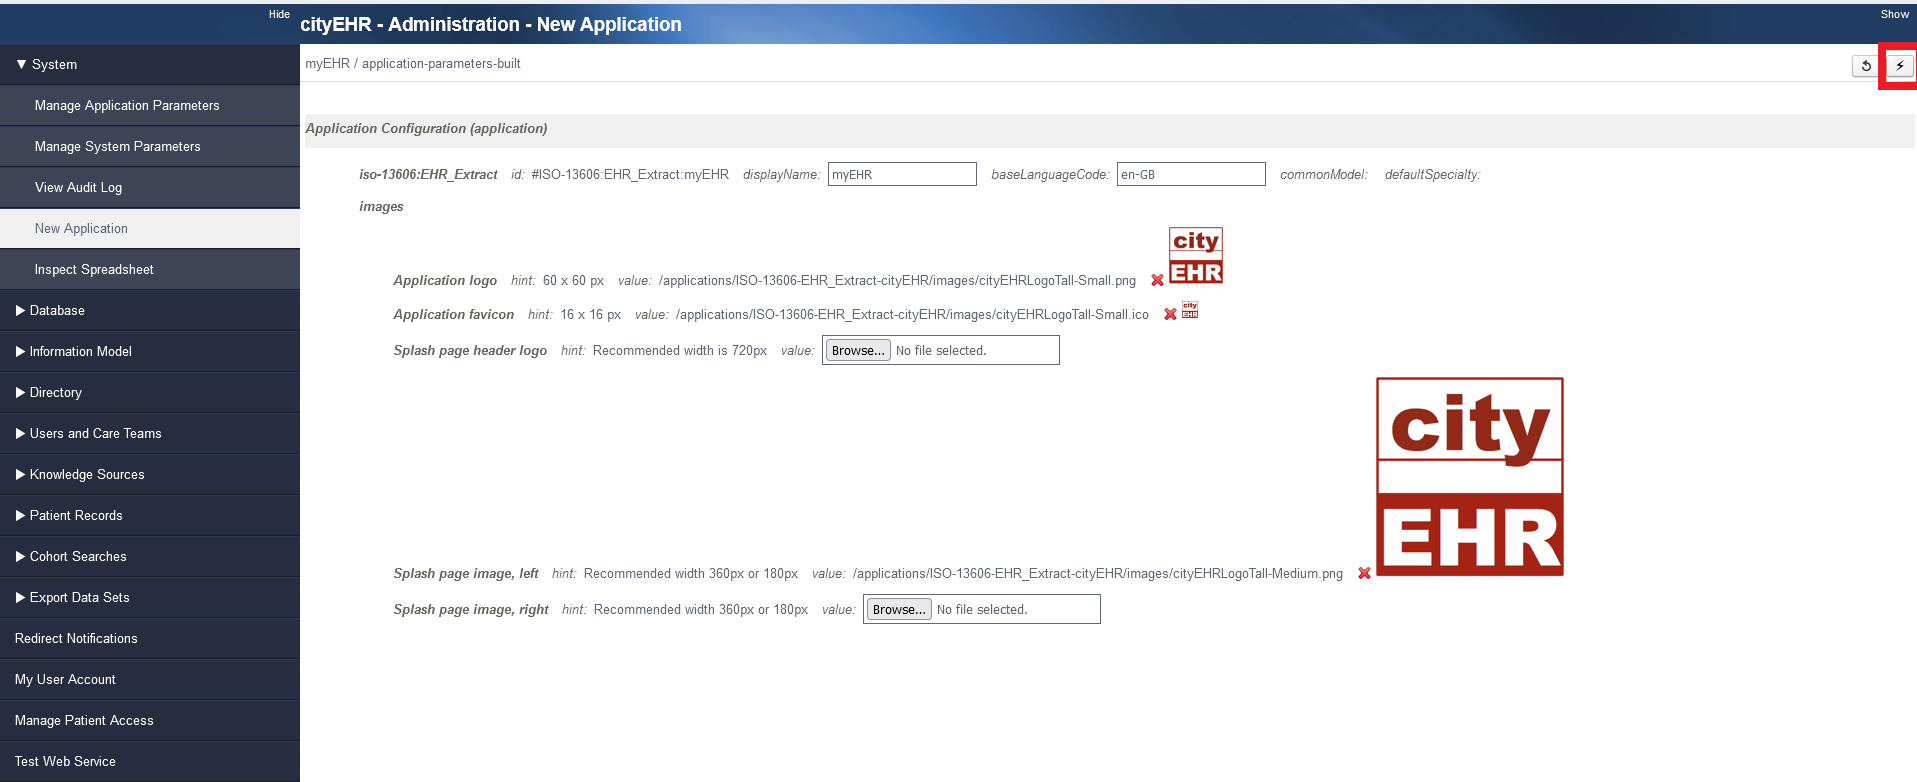 Hide
cityEHR - Administration - New Application
Show
▼ System
myEHR / application-parameters-built
Manage Application Parameters
Application Configuration (application)
Manage System Parameters
iso-13606:EHR_Extract id: #ISO-13606:EHR_Extract:myEHR displayName: myEHR baseLanguageCode: en-GB commonModel: defaultSpecialty:
View Audit Log
images
New Application
city
EHR
Inspect Spreadsheet
Application logo hint: 60 x 60 px value: /applications/ISO-13606-EHR_Extract-cityEHR/images/cityEHRLogoTall-Small.png
▶ Database
Application favicon hint: 16 x 16 px value: /applications/ISO-13606-EHR_Extract-cityEHR/images/cityEHRLogoTall-Small.ico
city
EHR
▶ Information Model
Splash page header logo hint: Recommended width is 720px value: Browse... No file selected.
▶ Directory
▶ Users and Care Teams
city
▶ Knowledge Sources
▶ Patient Records
EHR
▶ Cohort Searches
Splash page image, left hint: Recommended width 360px or 180px value: /applications/ISO-13606-EHR_Extract-cityEHR/images/cityEHRLogoTall-Medium.png
▶ Export Data Sets
Splash page image, right hint: Recommended width 360px or 180px value: Browse... No file selected.
Redirect Notifications
My User Account
Manage Patient Access
Test Web Service